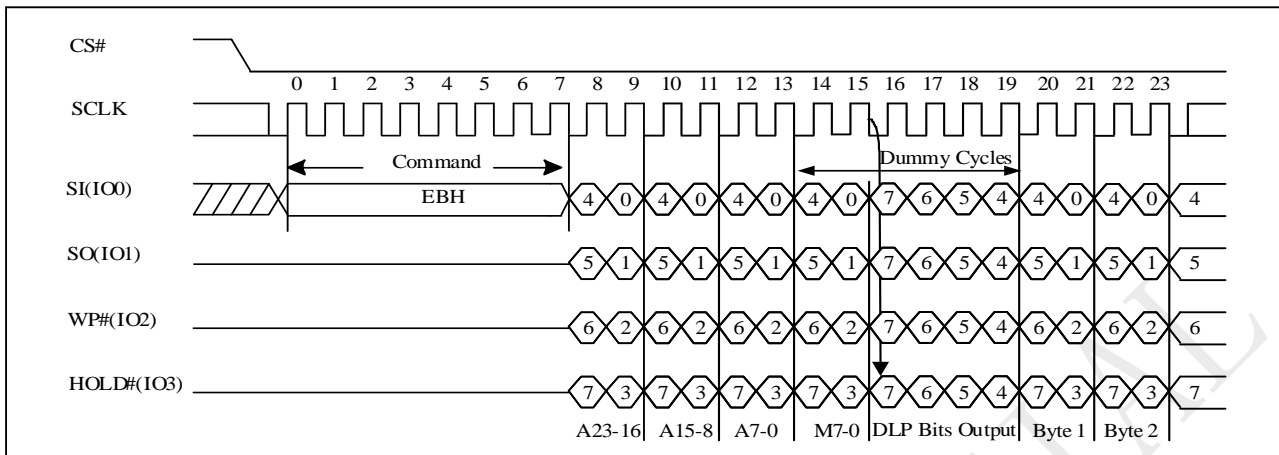 CS#
0 1 2 3 4 5 6 7 8 9 10 11 12 13 14 15 16 17 18 19 20 21 22 23
SCLK
Command Dummy Cycles
SI(IO0) EBH 4 0 4 0 4 0 4 0 7 6 5 4 4 0 4 0 4
SO(IO1) 5 1 5 1 5 1 5 1 7 6 5 4 5 1 5 1 5
WP#(IO2) 6 2 6 2 6 2 6 2 7 6 5 4 6 2 6 2 6
HOLD#(IO3) 7 3 7 3 7 3 7 3 7 6 5 4 7 3 7 3 7
A23-16 A15-8 A7-0 M7-0 DLP Bits Output Byte 1 Byte 2